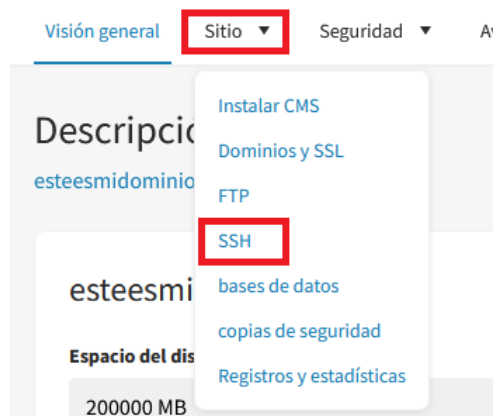 Visión general Sitio ▼ Seguridad ▼
Descripció
esteesmidominio
Instalar CMS
Dominios y SSL
FTP
SSH
bases de datos
copias de seguridad
Registros y estadísticas
esteesmi
Espacio del dis
200000 MB